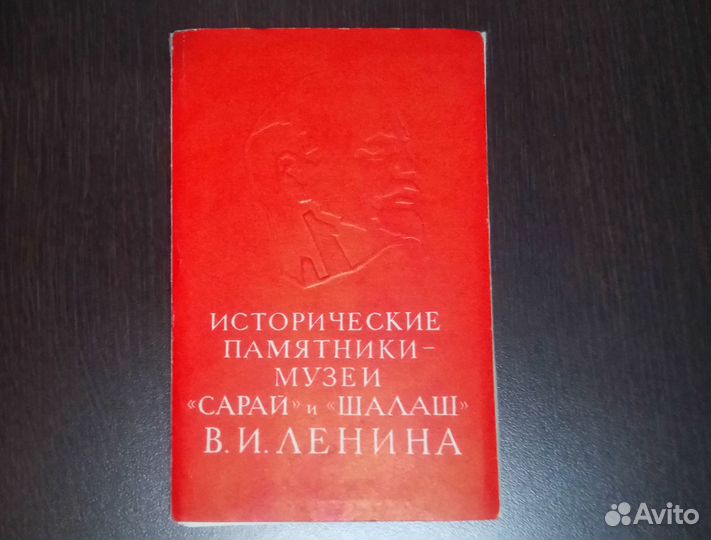 ИСТОРИЧЕСКИЕ
ПАМЯТНИКИ–
МУЗЕИ
«САРАЙ» и «ШАЛАШ»
В.И.ЛЕНИНА
Avito